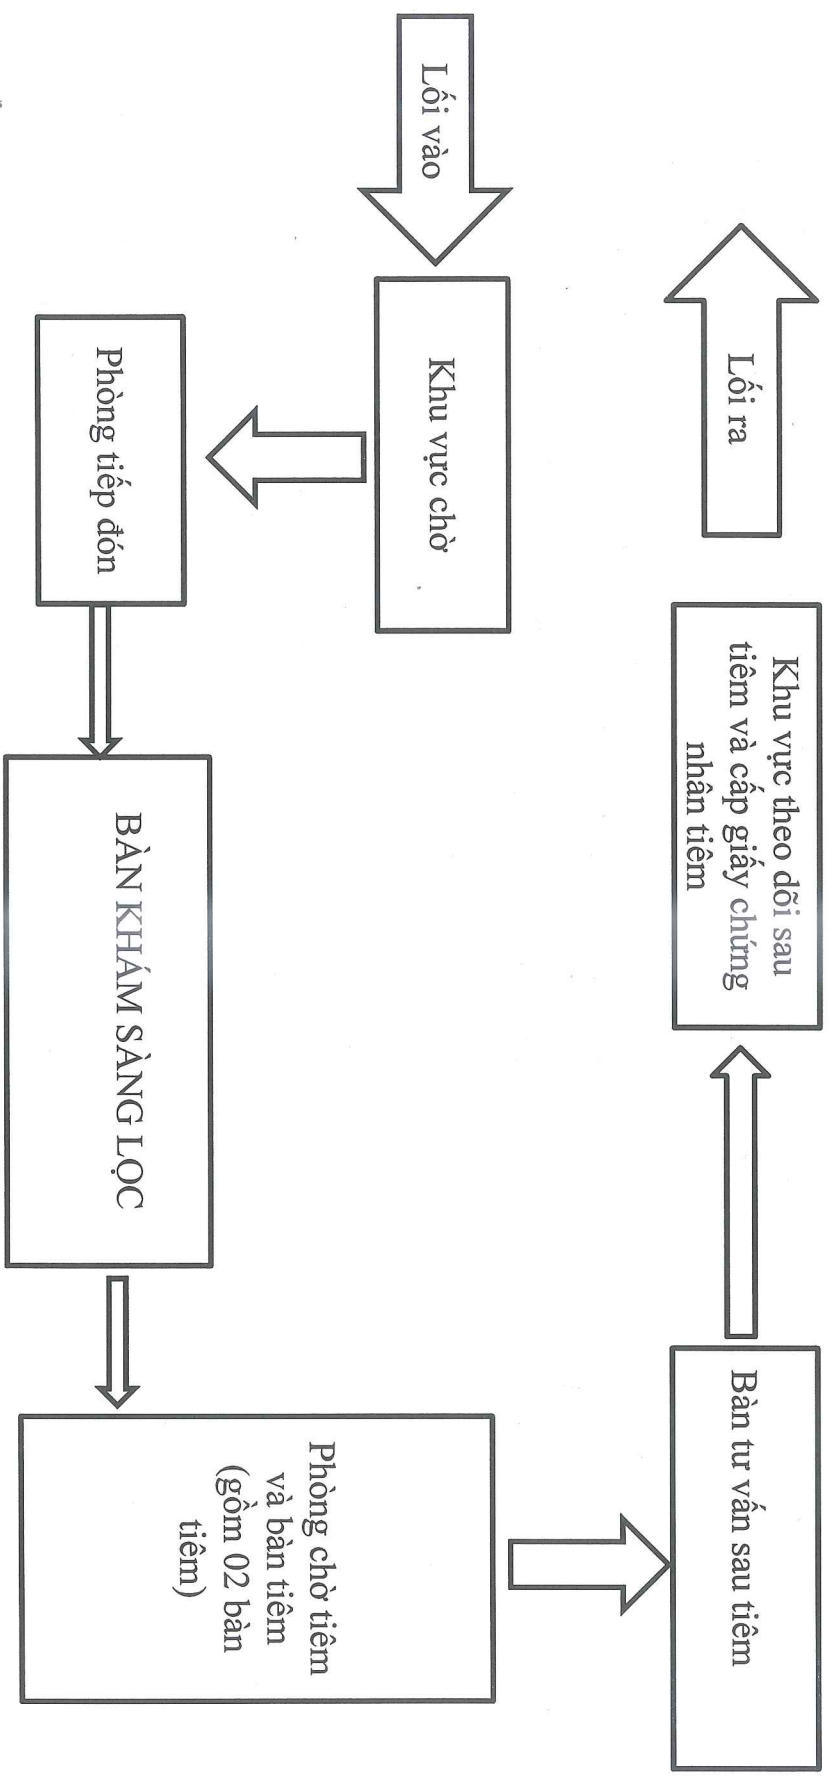 Lối vào
Khu vực chờ
Phòng tiếp đón
BÀN KHÁM SÀNG LỌC
Phòng chờ tiêm
và bàn tiêm
(gồm 02 bàn
tiêm)
Bàn tư vấn sau tiêm
Khu vực theo dõi sau
tiêm và cấp giấy chứng
nhân tiêm
Lối ra